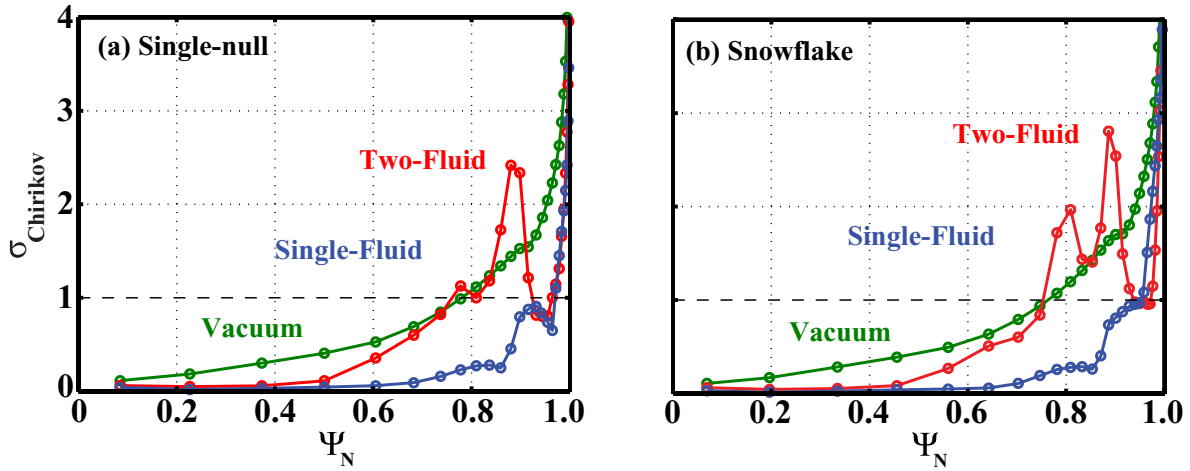 (a) Single-null
Two-Fluid
Single-Fluid
Vacuum
σChirikov
4
3
2
1
0
0 0.2 0.4 0.6 0.8 1.0
ΨN
(b) Snowflake
Two-Fluid
Single-Fluid
Vacuum
0 0.2 0.4 0.6 0.8 1.0
ΨN